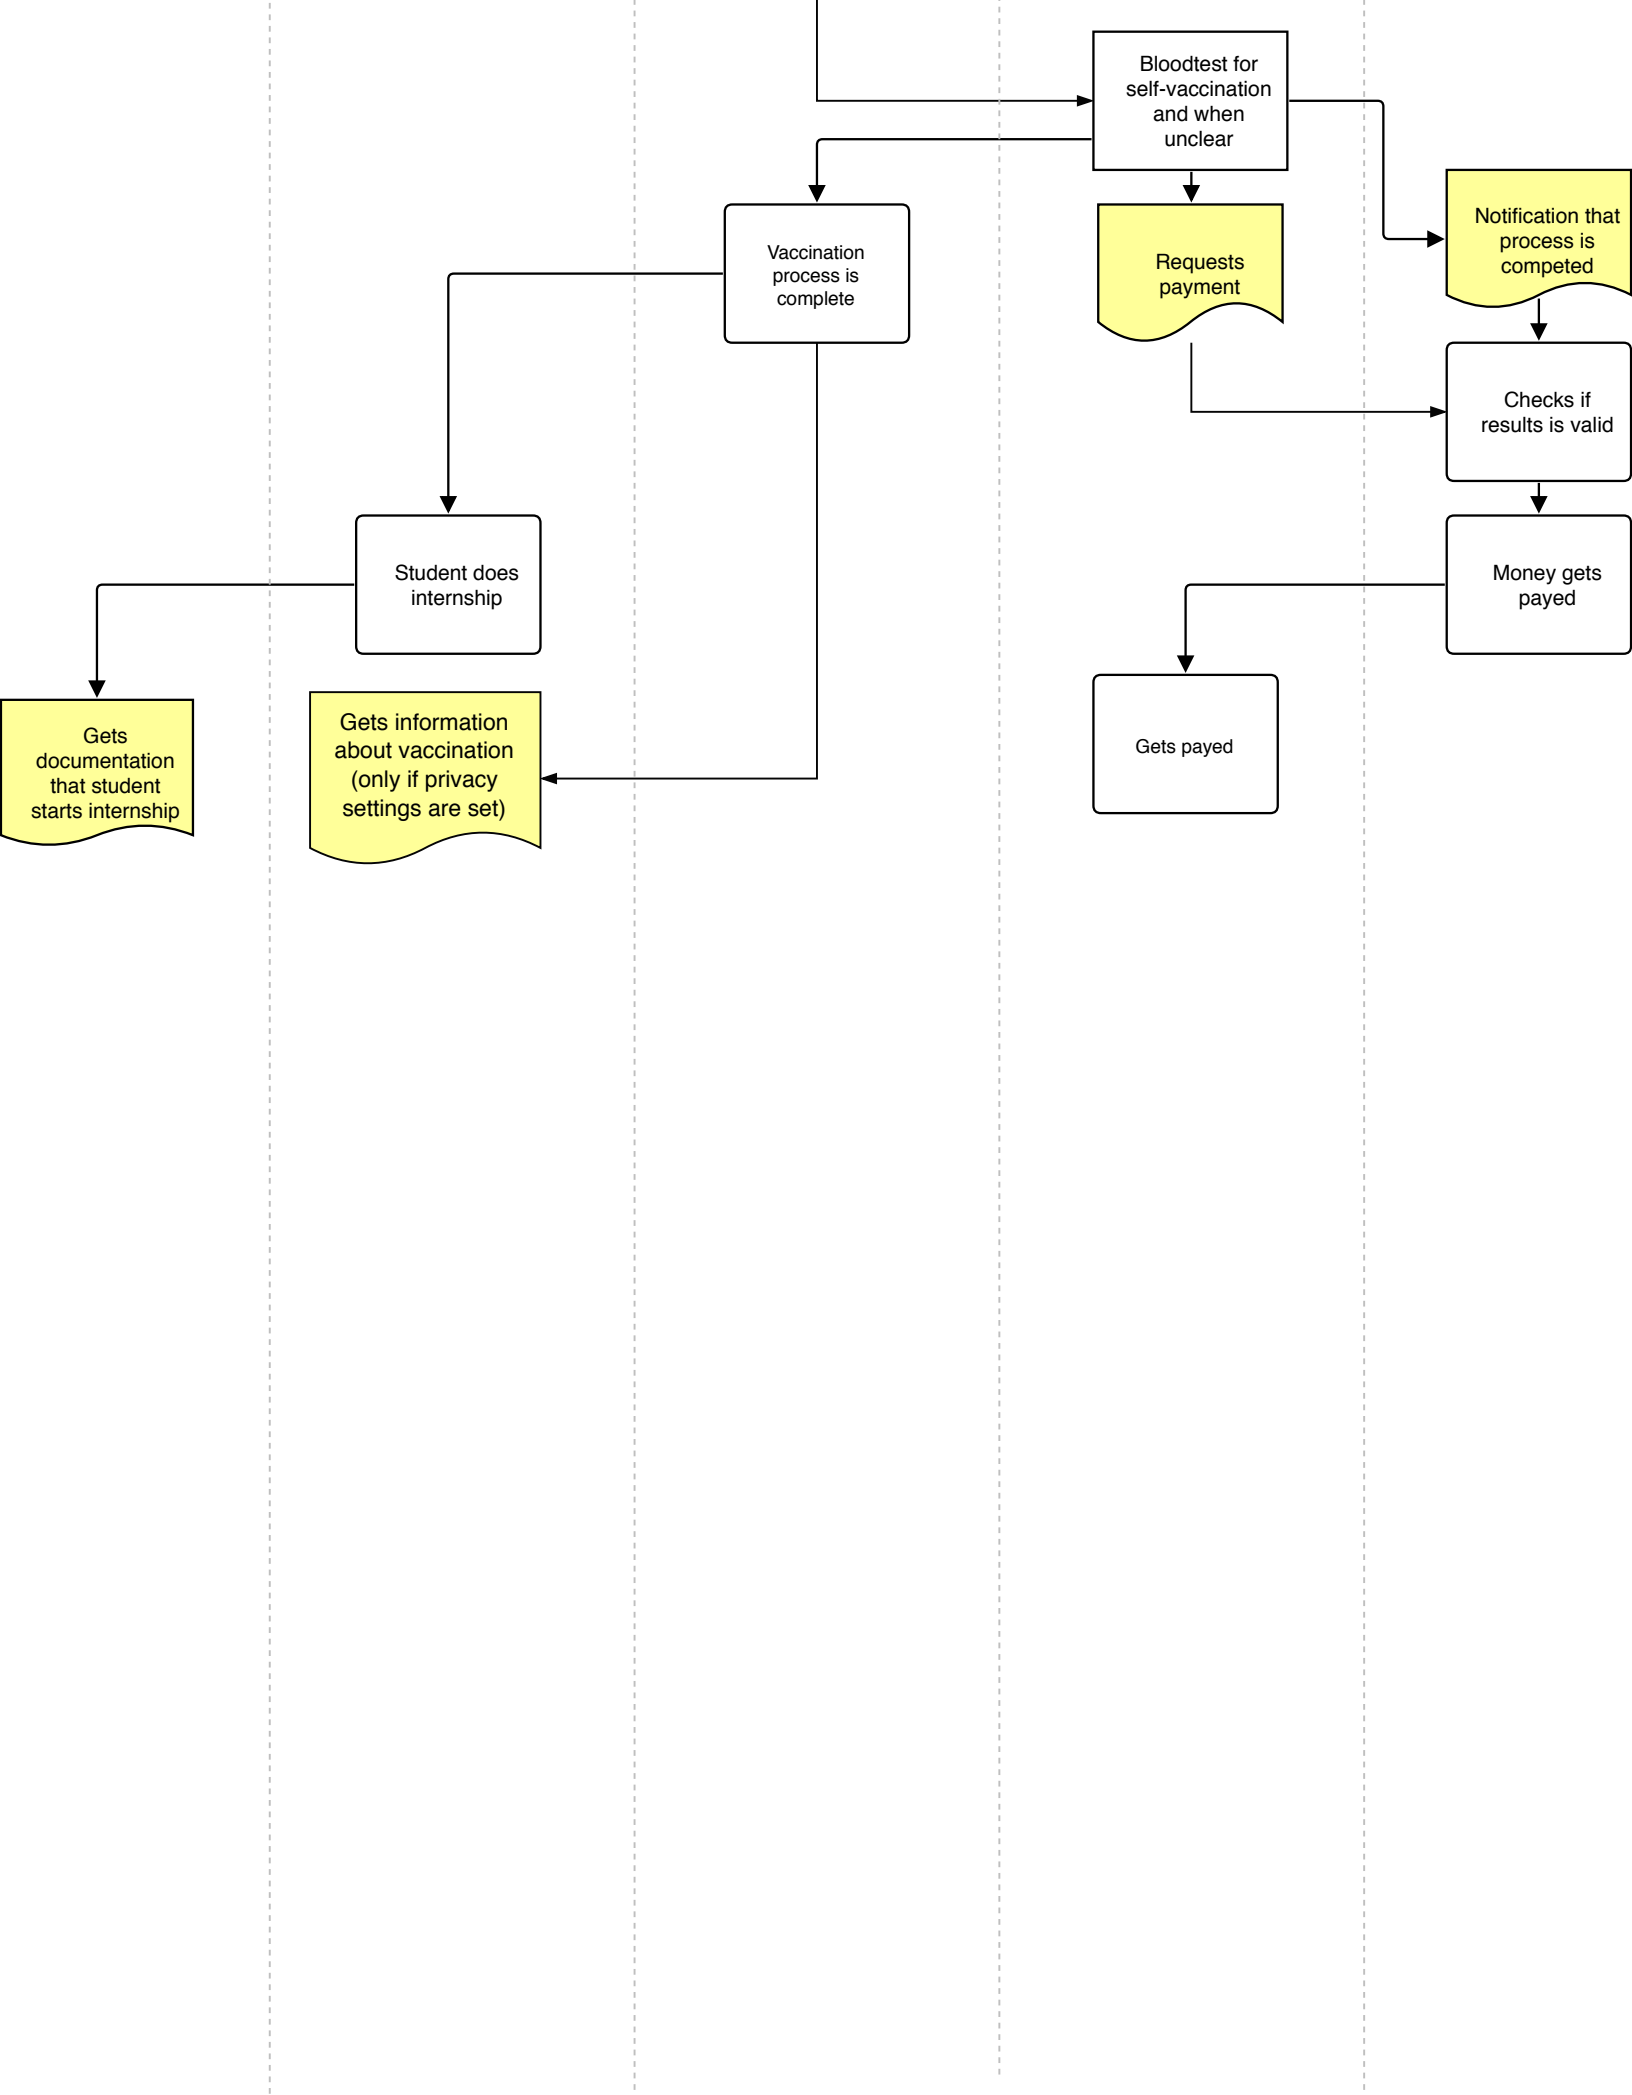 Bloodtest for
self-vaccination
and when
unclear
Notification that
process is
competed
Vaccination
process is
complete
Requests
payment
Checks if
results is valid
Student does
internship
Money gets
payed
Gets
documentation
that student
starts internship
Gets information
about vaccination
(only if privacy
settings are set)
Gets payed